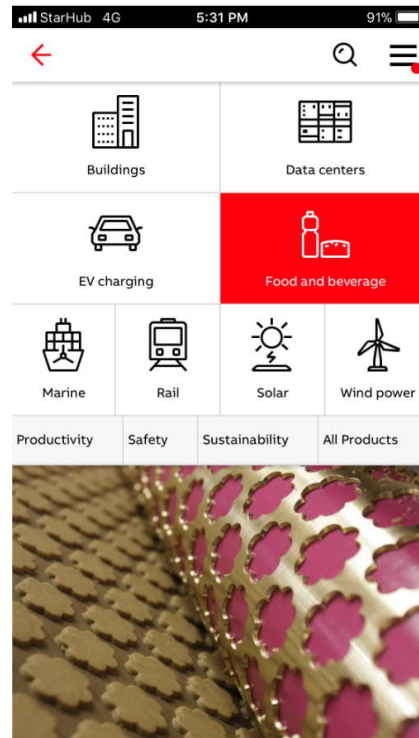 StarHub 4G 5:31 PM 91%
Buildings Data centers
EV charging Food and beverage
Marine Rail Solar Wind power
Productivity Safety Sustainability All Products